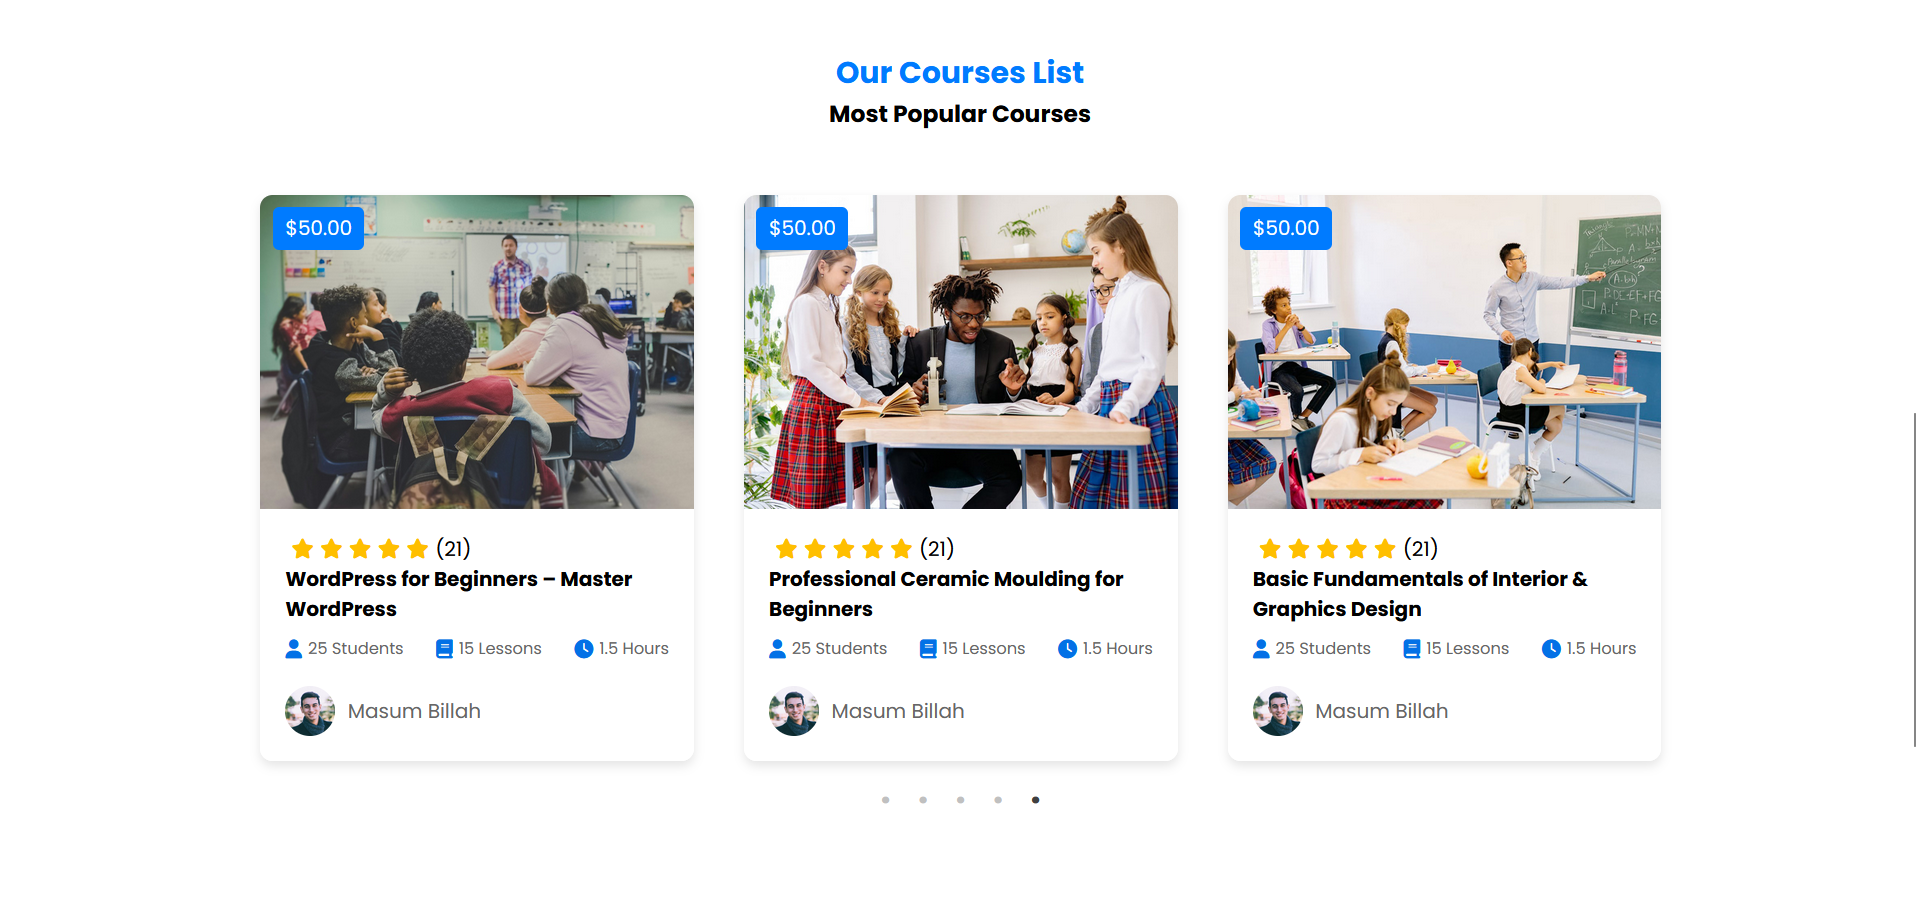 Our Courses List
Most Popular Courses
$50.00
(21)
WordPress for Beginners – Master
WordPress
25 Students 15 Lessons 1.5 Hours
Masum Billah
$50.00
(21)
Professional Ceramic Moulding for
Beginners
25 Students 15 Lessons 1.5 Hours
Masum Billah
$50.00
(21)
Basic Fundamentals of Interior &
Graphics Design
25 Students 15 Lessons 1.5 Hours
Masum Billah